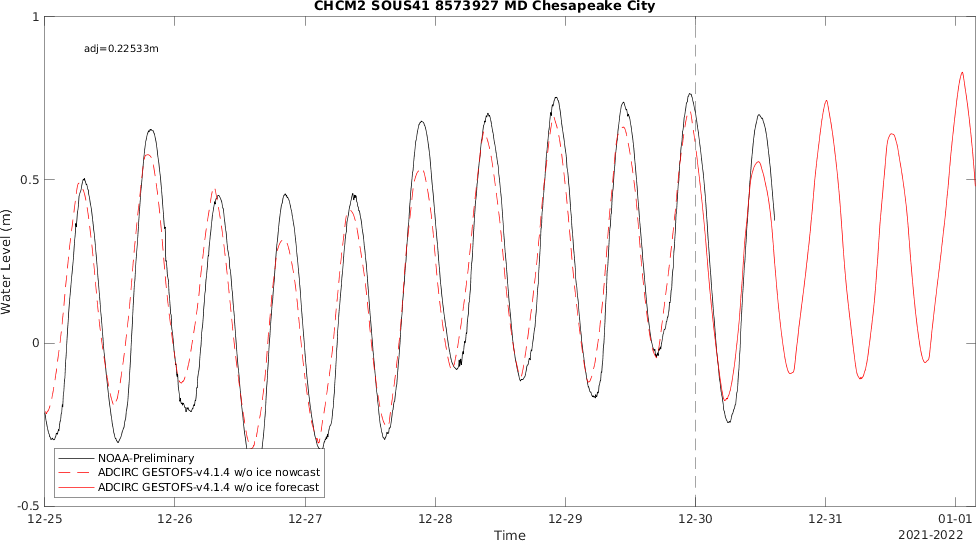 CHCM2 SOUS41 8573927 MD Chesapeake City
1
adj=0.22533m
0.5
Water Level (m)
0
NOAA-Preliminary
ADCIRC GESTOFS-v4.1.4 w/o ice nowcast
ADCIRC GESTOFS-v4.1.4 w/o ice forecast
-0.5
12-25 12-26 12-27 12-28 12-29 12-30 12-31 01-01
Time
2021-2022